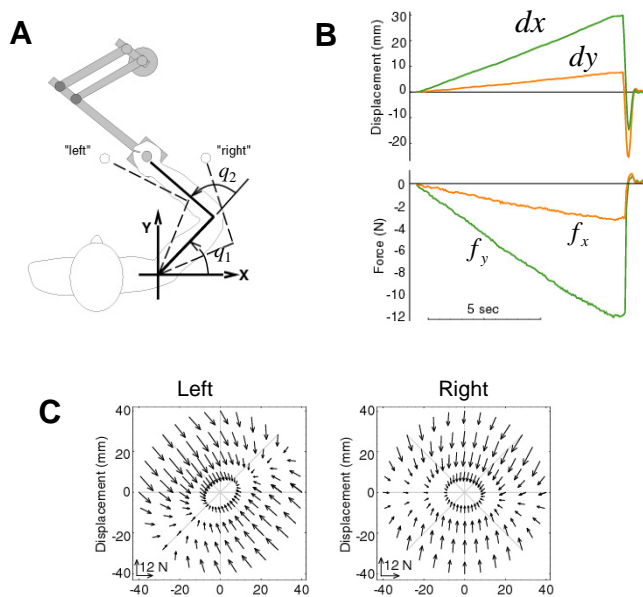 A
"left"
"right"
q2
Y
q1
X
B
Displacement (mm)
30
20
10
0
-10
-20
dx
dy
Force (N)
0
-2
-4
-6
-8
-10
-12
fx
fy
5 sec
C
Left
Displacement (mm)
40
20
0
-20
-40
12 N
-40 -20 0 20 40
Right
Displacement (mm)
40
20
0
-20
-40
12 N
-40 -20 0 20 40